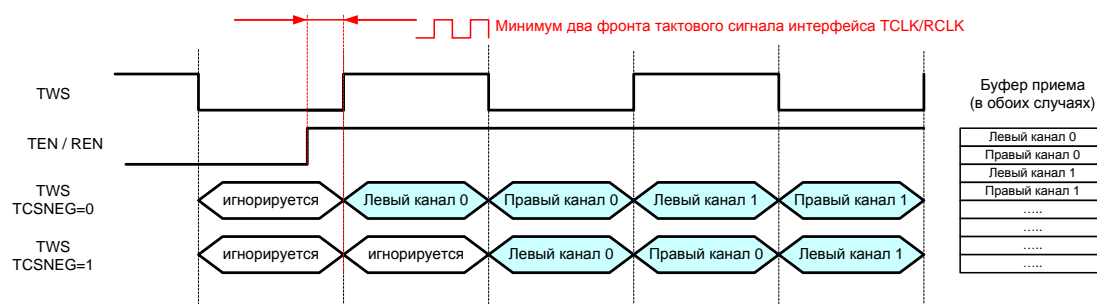 Минимум два фронта тактового сигнала интерфейса TCLK/RCLK
TWS
Буфер приема
(в обоих случаях)
TEN / REN
Левый канал 0
Правый канал 0
Левый канал 1
Правый канал 1
…..
…..
…..
…..
TWS
TCSNEG=0
игнорируется
Левый канал 0
Правый канал 0
Левый канал 1
Правый канал 1
TWS
TCSNEG=1
игнорируется
игнорируется
Левый канал 0
Правый канал 0
Левый канал 1